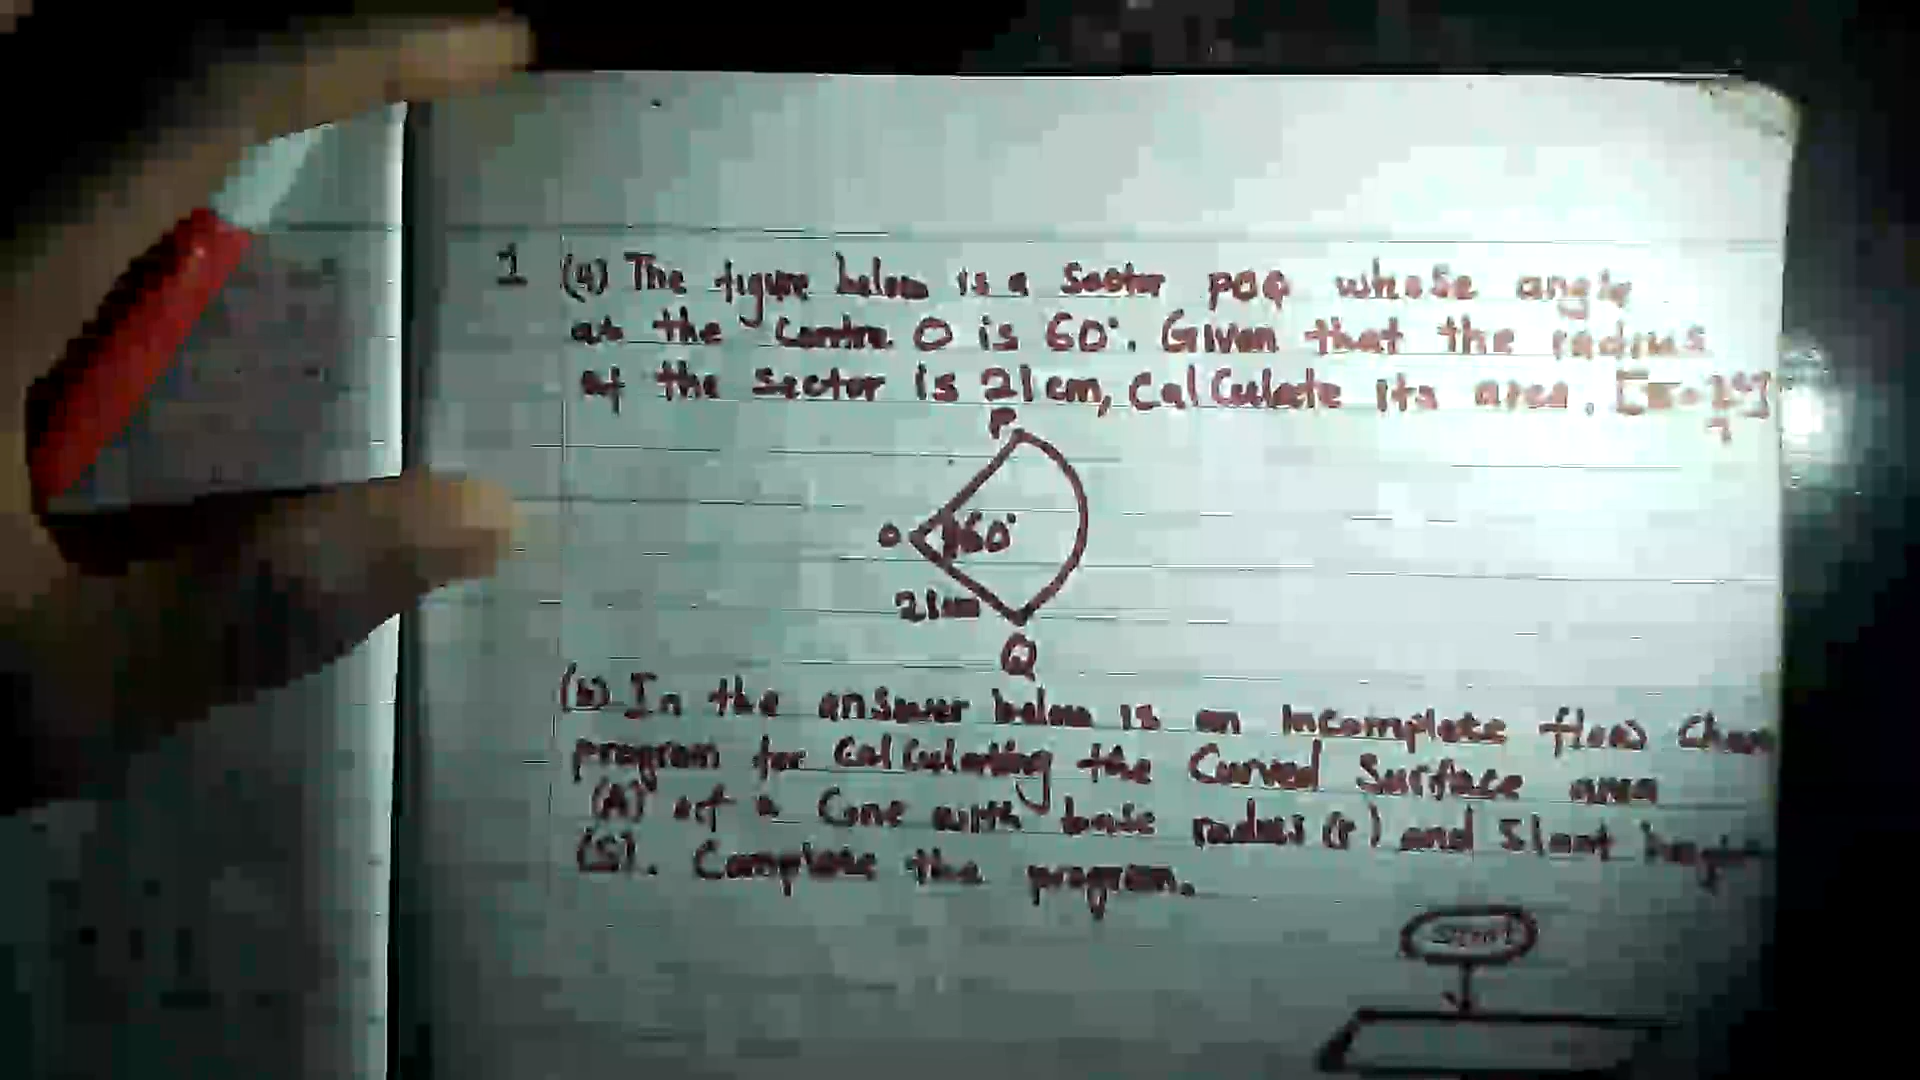 1 (a) The figure below is a sector POQ whose angle
at the centre O is 60°. Given that the radius
of the sector is 21cm, Calculate its area.
P
O 60°
21cm
Q
(b) In the answer below is an incomplete flow
program for Calculating the Curved Surface area
(A) of a Cone with base radius (r) and Slant
(S). Complete the program.
Start